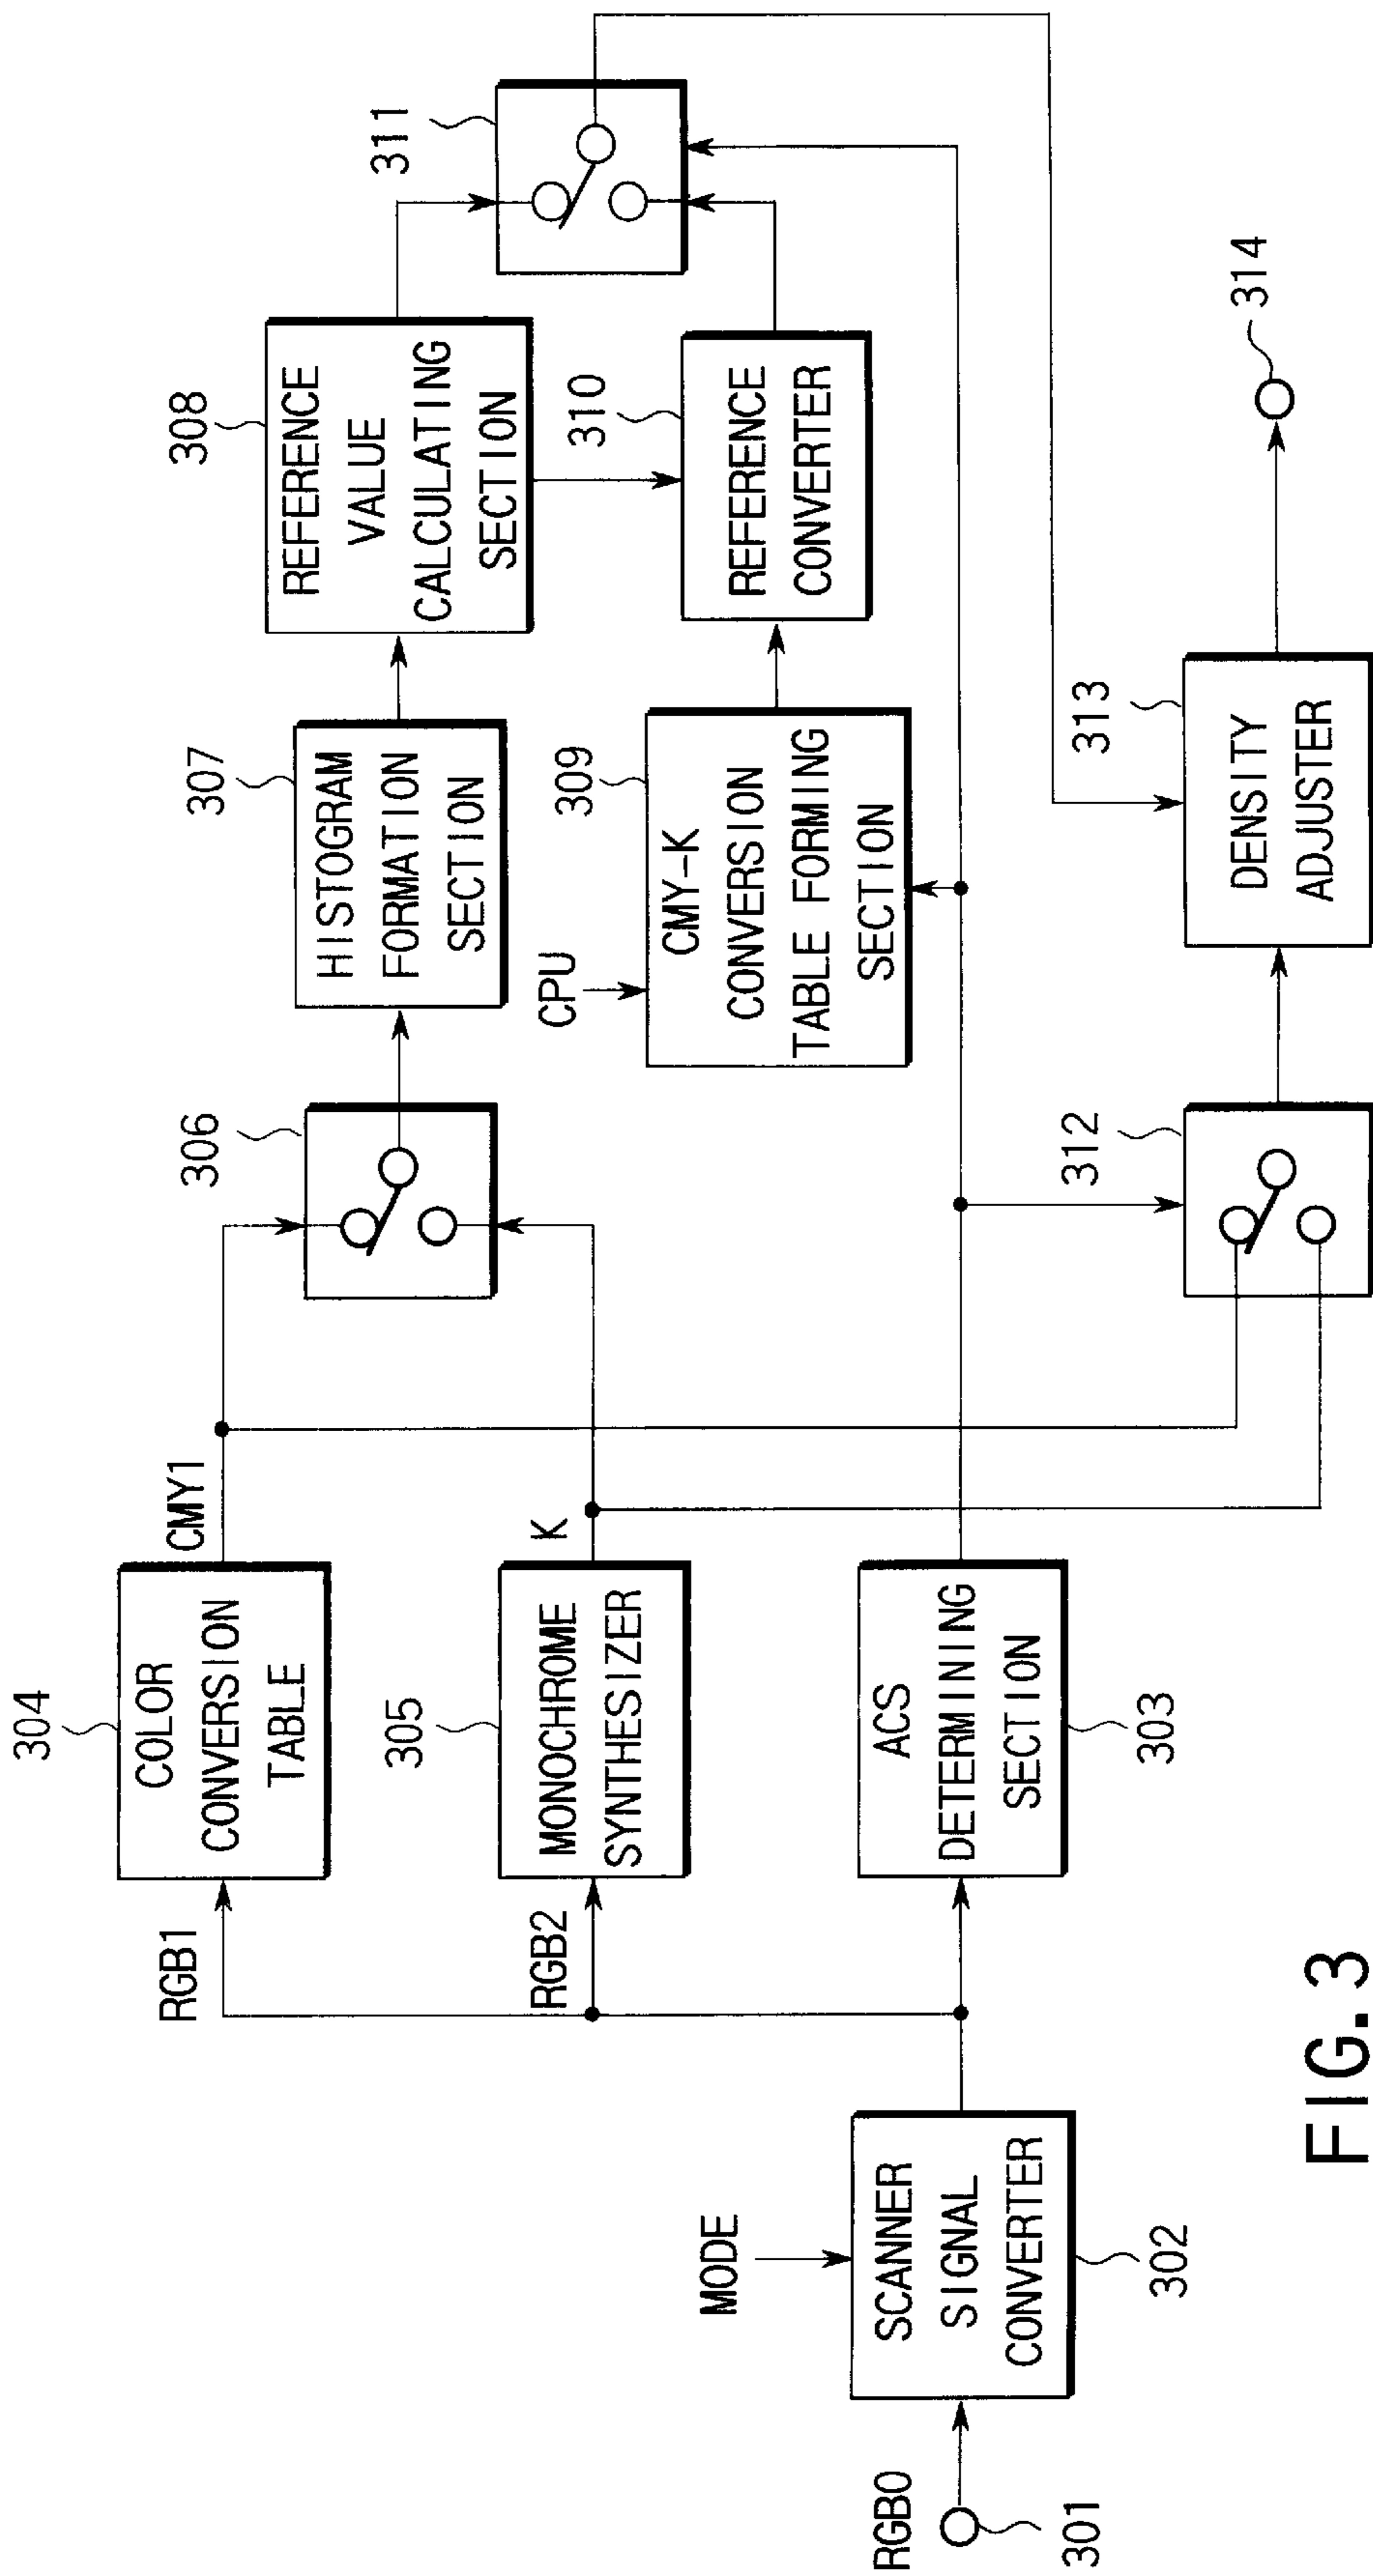 RGB0
301
MODE
SCANNER
SIGNAL
CONVERTER
302
RGB1
RGB2
304
COLOR
CONVERSION
TABLE
CMY1
305
MONOCHROME
SYNTHESIZER
K
ACS
DETERMINING
SECTION
303
306
307
HISTOGRAM
FORMATION
SECTION
308
REFERENCE
VALUE
CALCULATING
SECTION
CPU
309
CMY-K
CONVERSION
TABLE FORMING
SECTION
310
REFERENCE
CONVERTER
311
312
313
DENSITY
ADJUSTER
314
FIG. 3